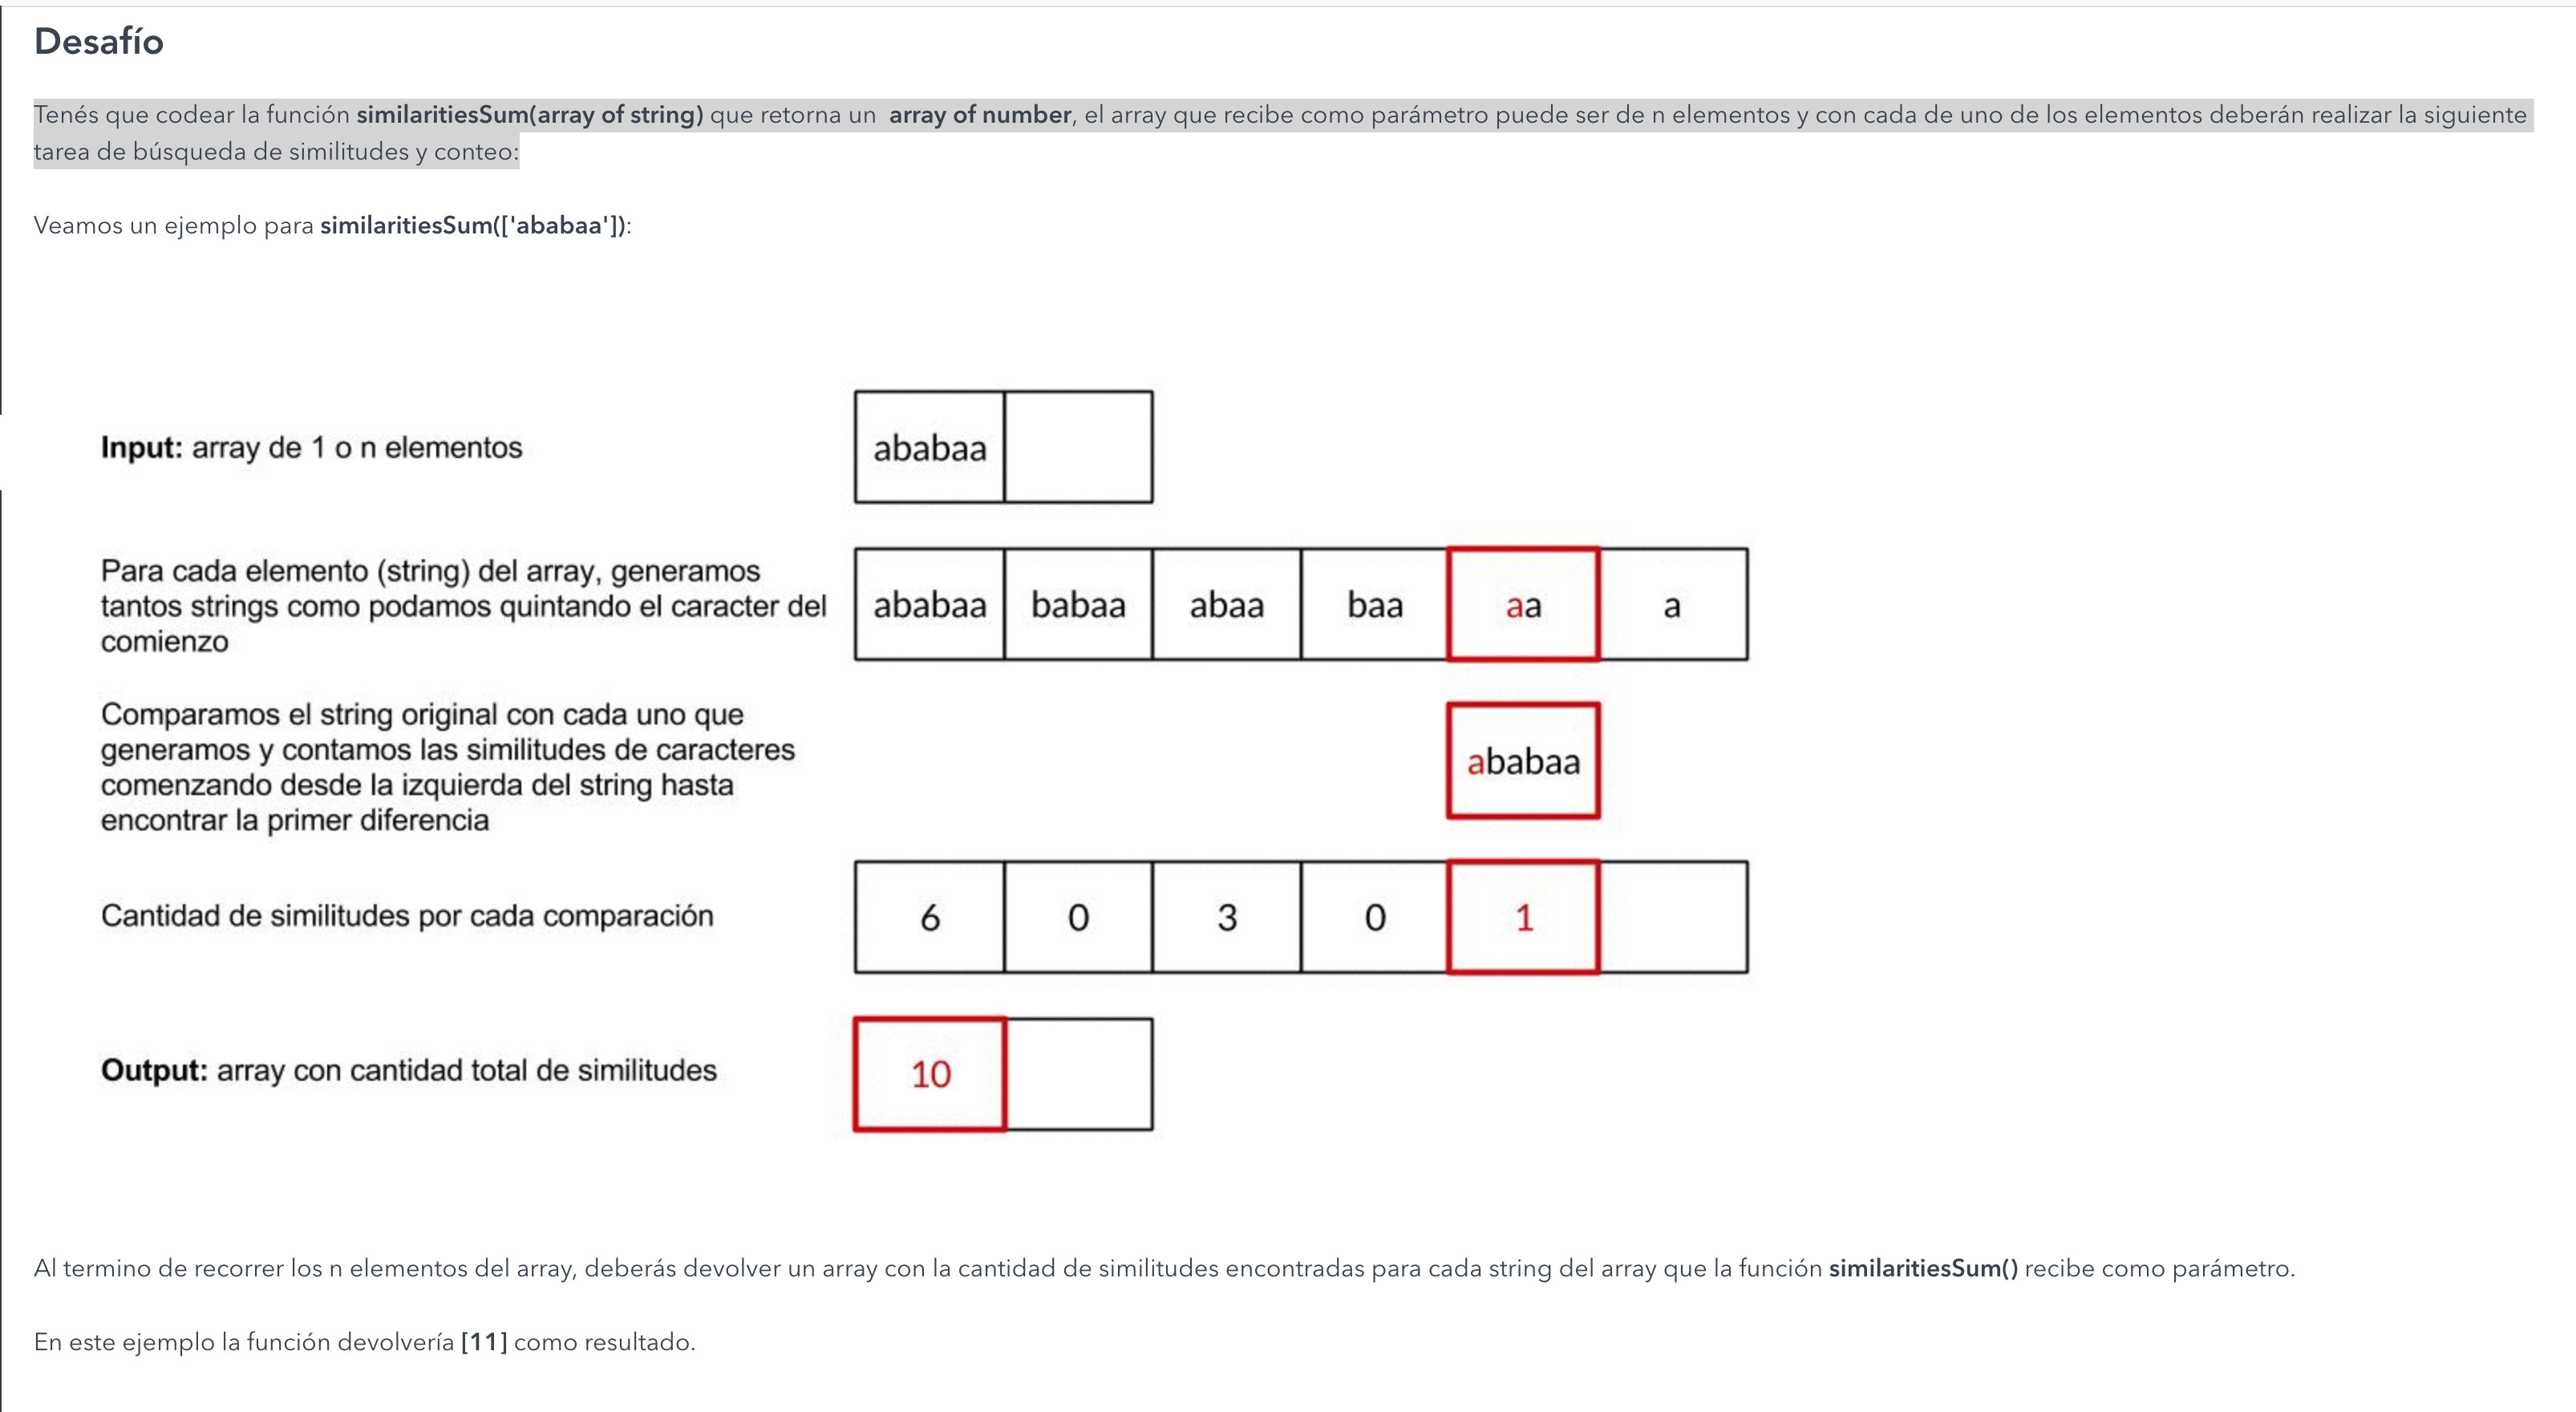 Desafío
Tenés que codear la función similaritiesSum(array of string) que retorna un array of number, el array que recibe como parámetro puede ser de n elementos y con cada de uno de los elementos deberán realizar la siguiente
tarea de búsqueda de similitudes y conteo:
Veamos un ejemplo para similaritiesSum(['ababaa']):
Input: array de 1 o n elementos
ababaa
Para cada elemento (string) del array, generamos
tantos strings como podamos quintando el caracter del
comienzo
ababaa babaa abaa baa aa a
Comparamos el string original con cada uno que
generamos y contamos las similitudes de caracteres
comenzando desde la izquierda del string hasta
encontrar la primer diferencia
ababaa
Cantidad de similitudes por cada comparación
6 0 3 0 1
Output: array con cantidad total de similitudes
10
Al termino de recorrer los n elementos del array, deberás devolver un array con la cantidad de similitudes encontradas para cada string del array que la función similaritiesSum() recibe como parámetro.
En este ejemplo la función devolvería [11] como resultado.